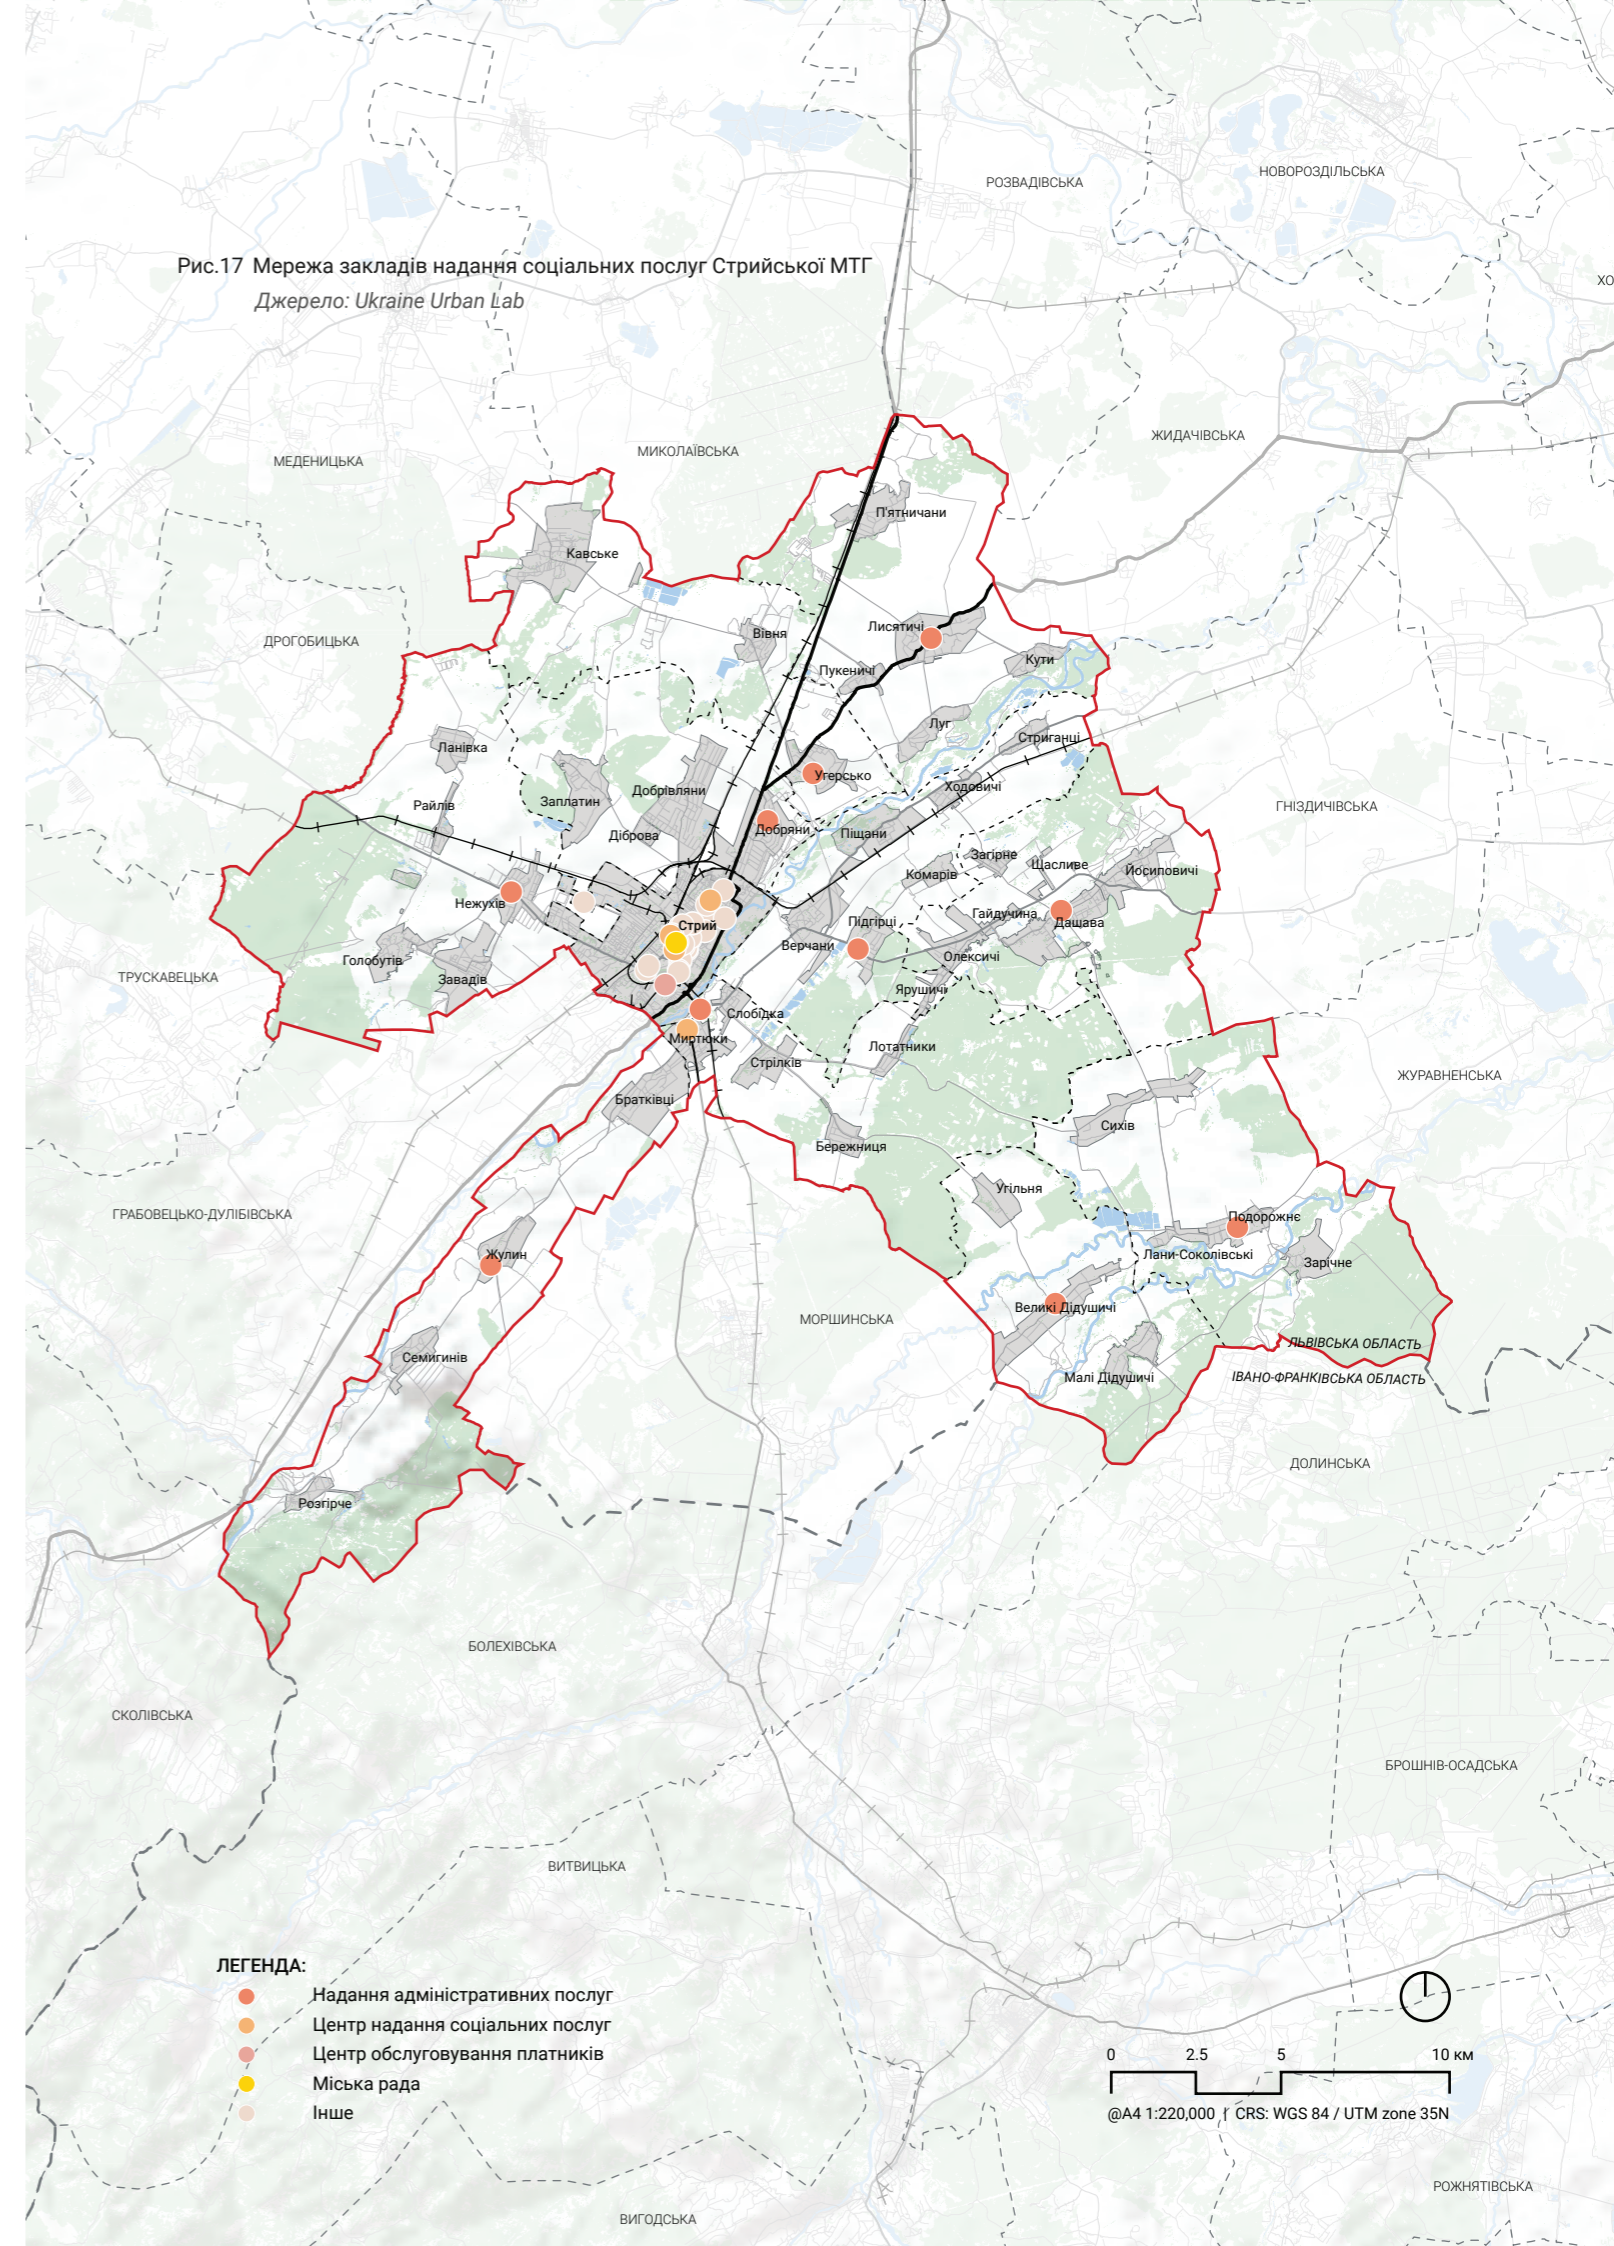 РОЗВАДІВСЬКА
НОВОРОЗДІЛЬСЬКА
Рис.17 Мережа закладів надання соціальних послуг Стрийської МТГ
Джерело: Ukraine Urban Lab
ХО
ЖИДАЧІВСЬКА
МИКОЛАЇВСЬКА
МЕДЕНИЦЬКА
П'ятничани
Кавське
Лисятичі
Вівня
ДРОГОБИЦЬКА
Кути
Пукеничі
Луг
Стриганці
Ланівка
Угерсько
Ходовичі
Добрівляни
Заплатин
Райлів
ГНІЗДИЧІВСЬКА
Добряни
Піщани
Діброва
Загірне
Щасливе
Йосиповичі
Комарів
Нежухів
Гайдучина
Підгірці
Дашава
Стрий
Верчани
Олексичі
Голобутів
ТРУСКАВЕЦЬКА
Завадів
Ярушичі
Слобідка
Миртюки
Лотатники
Стрілків
ЖУРАВНЕНСЬКА
Братківці
Сихів
Бережниця
Угільня
ГРАБОВЕЦЬКО-ДУЛІБІВСЬКА
Подорожнє
Жулин
Лани-Соколівські
Зарічне
Великі Дідушичі
МОРШИНСЬКА
ЛЬВІВСЬКА ОБЛАСТЬ
Семигинів
Малі Дідушичі
ІВАНО-ФРАНКІВСЬКА ОБЛАСТЬ
ДОЛИНСЬКА
Розгірче
БОЛЕХІВСЬКА
СКОЛІВСЬКА
БРОШНІВ-ОСАДСЬКА
ВИТВИЦЬКА
ЛЕГЕНДА:
Надання адміністративних послуг
Центр надання соціальних послуг
Центр обслуговування платників
Міська рада
Інше
0 2.5 5 10 км
@A4 1:220,000 | CRS: WGS 84 / UTM zone 35N
РОЖНЯТІВСЬКА
ВИГОДСЬКА